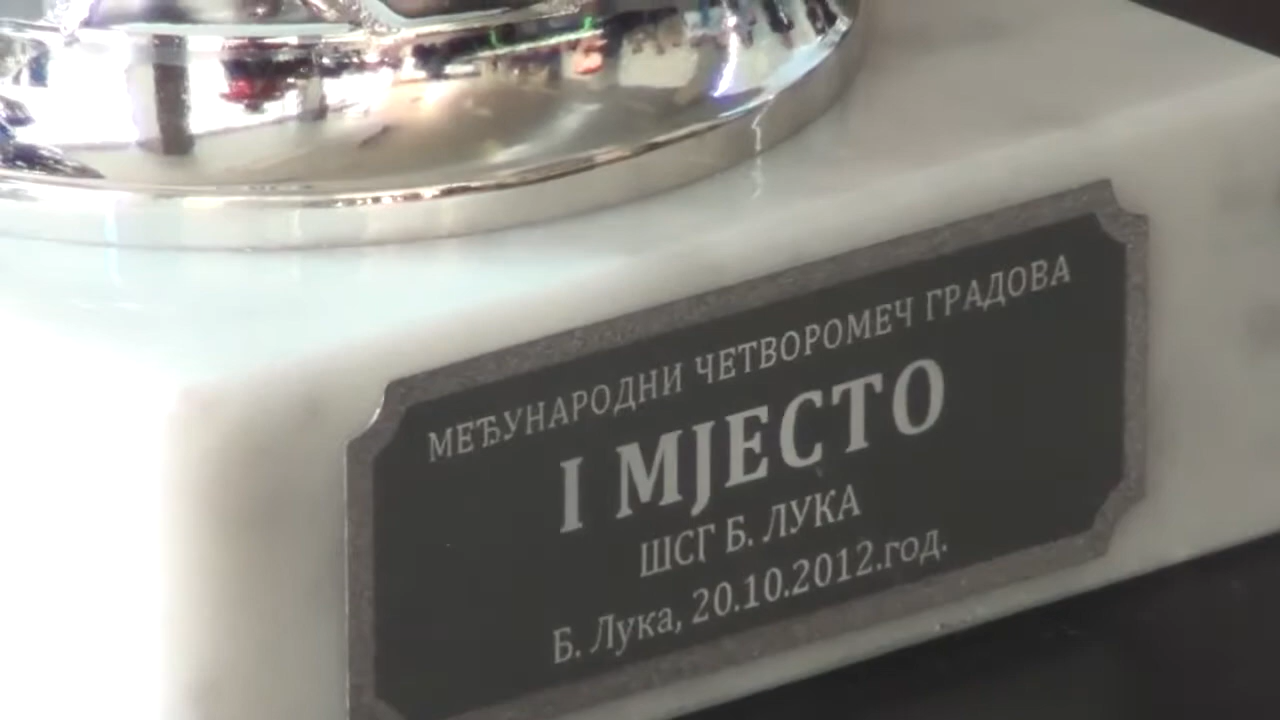 МЕЂУНАРОДНИ ЧЕТВОРОМЕЧ ГРАДОВА
I МЈЕСТО
ШСГ Б. ЛУКА
Б. Лука, 20.10.2012.год.